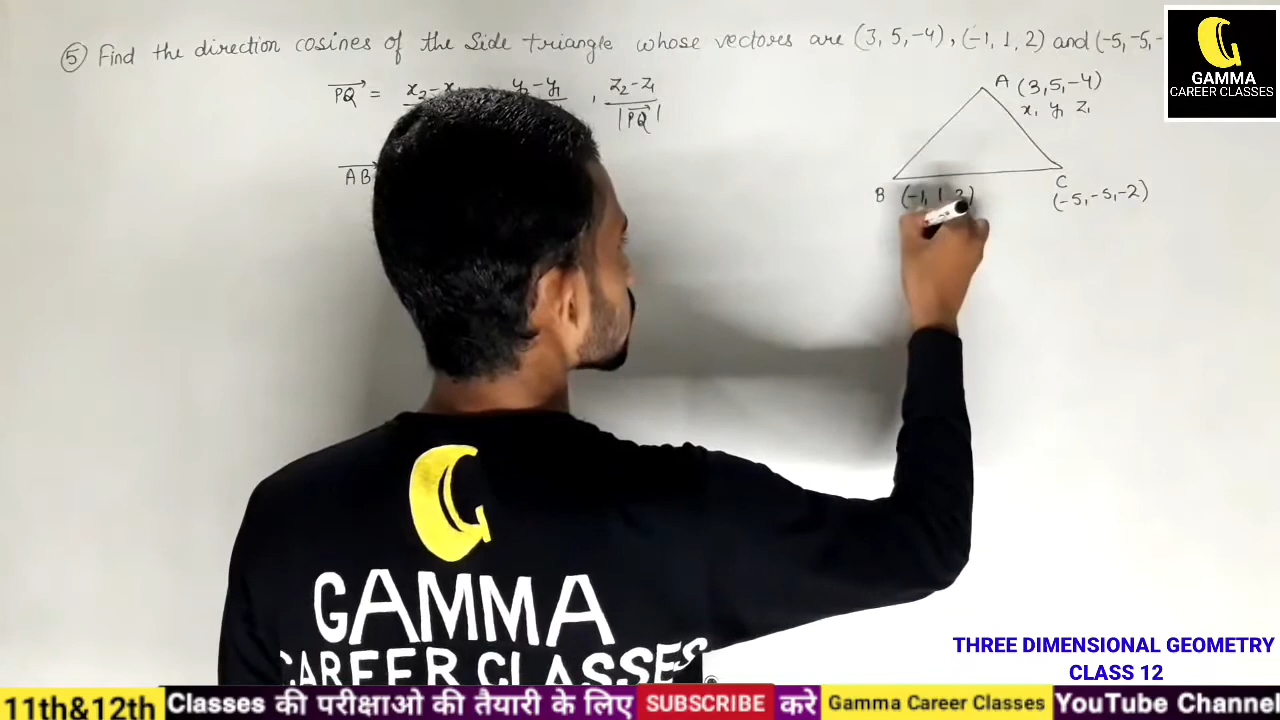 ⑤ Find the direction cosines of the side triangle whose vectores are (3, 5, -4), (-1, 1, 2) and (-5, -5, -
GAMMA
CAREER CLASSES
PQ = x₂-x₁ , y₂-y₁ , z₂-z₁
|PQ|
A (3, 5, -4)
x₁ y₁ z₁
AB
B (-1, 1, 2)
C
(-5, -5, -2)
GAMMA
CAREER CLASSES
THREE DIMENSIONAL GEOMETRY
CLASS 12
11th&12th Classes की परीक्षाओ की तैयारी के लिए SUBSCRIBE करे Gamma Career Classes YouTube Channel